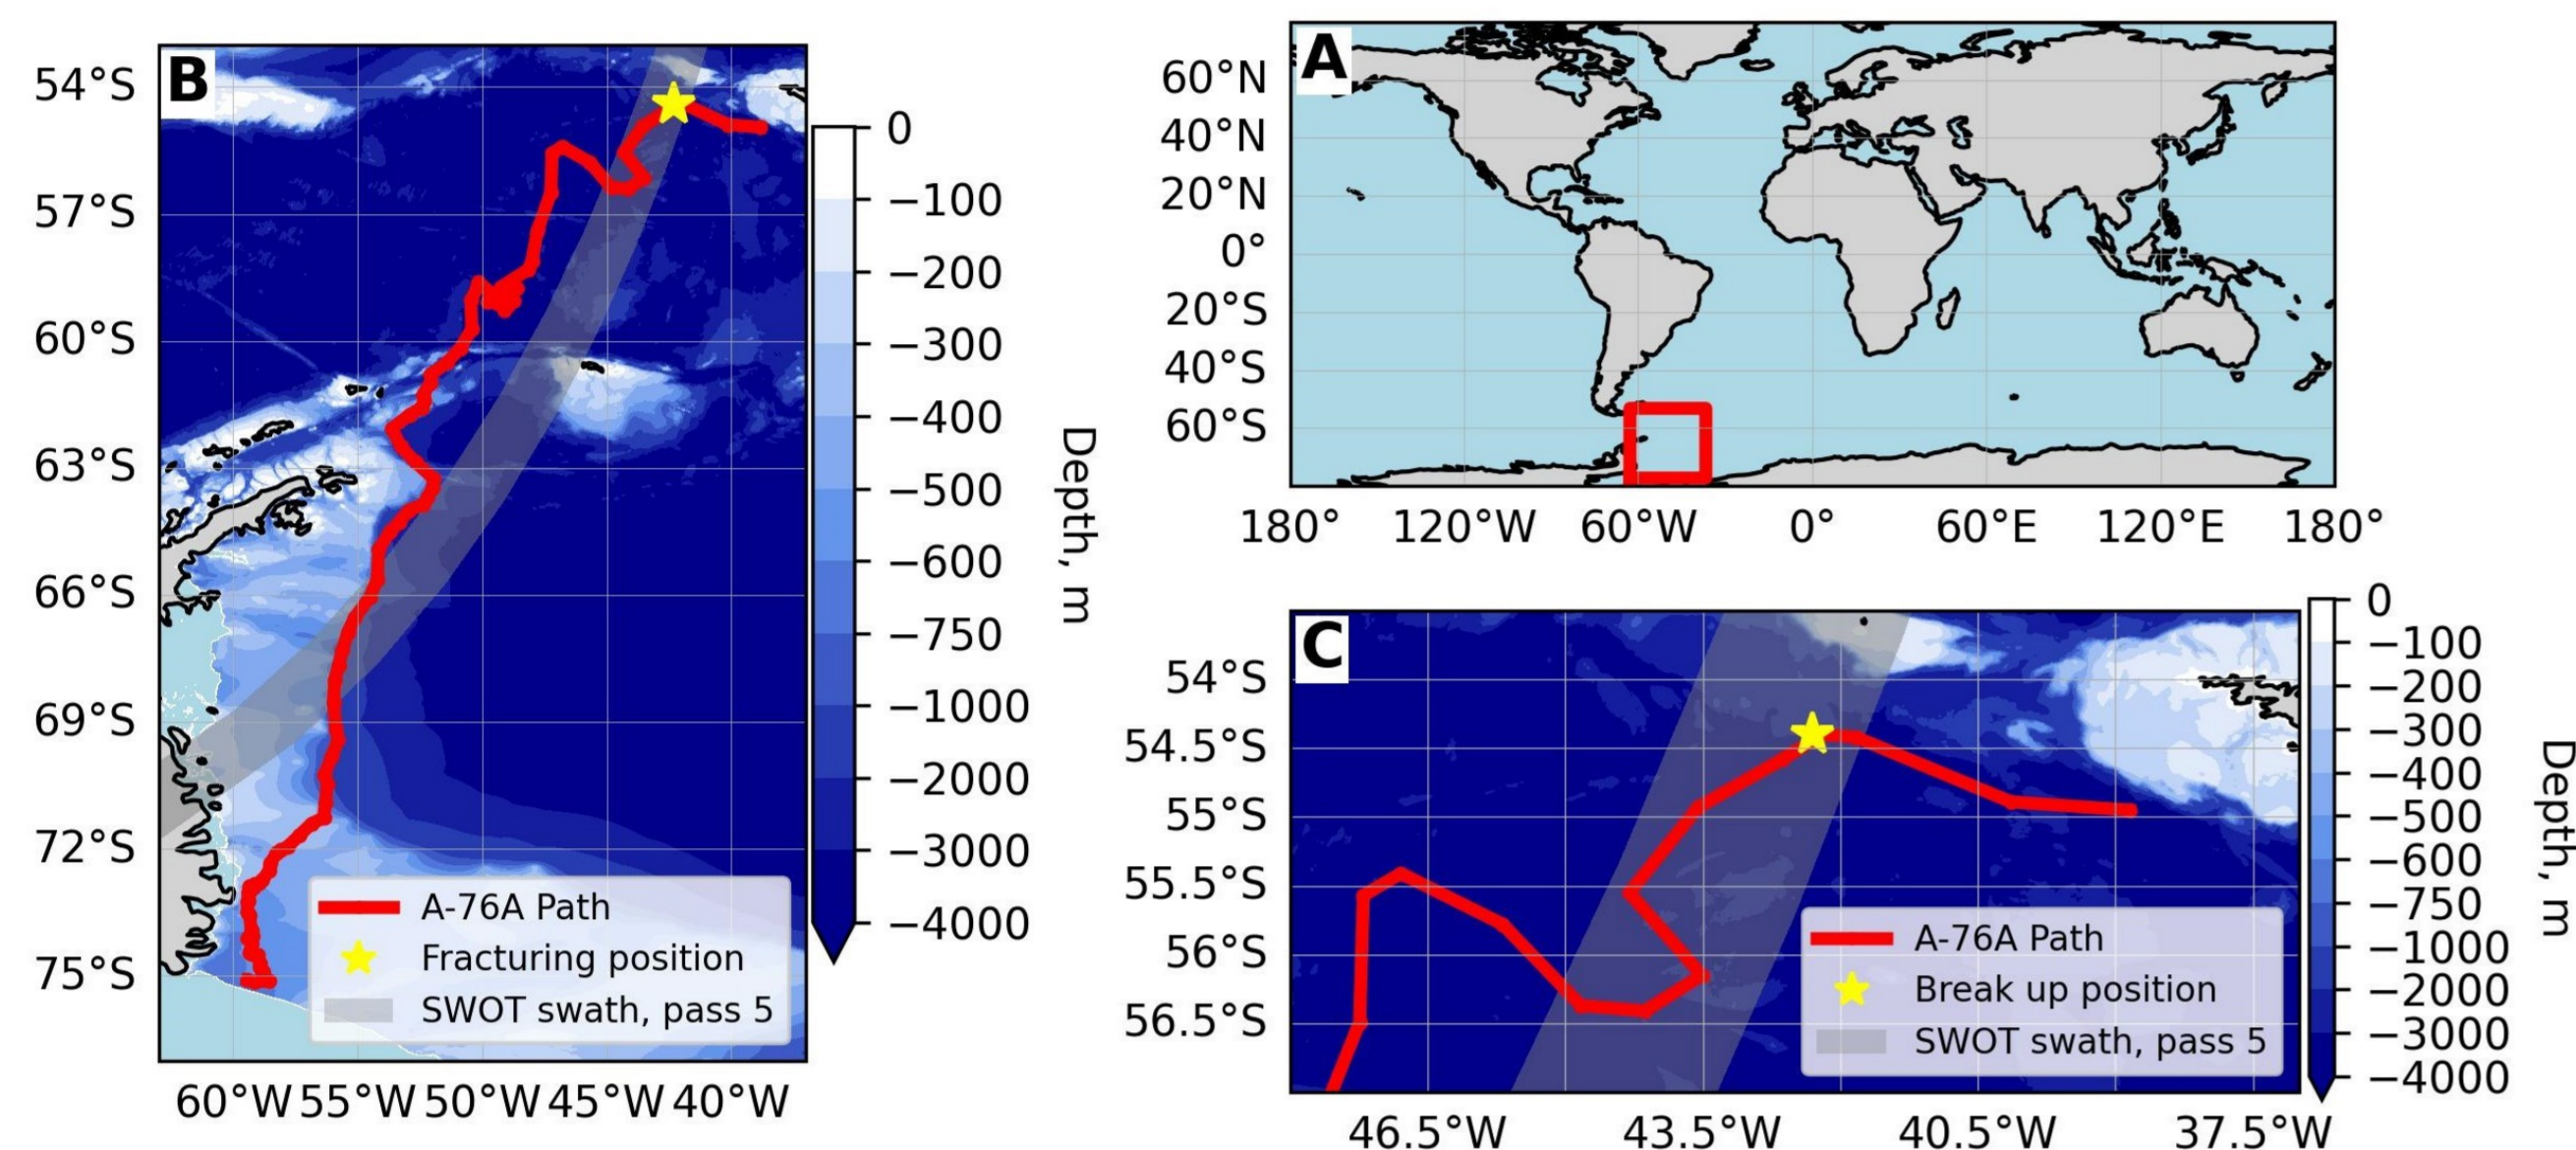 B
54°S
57°S
60°S
63°S
66°S
69°S
72°S
75°S
60°W 55°W 50°W 45°W 40°W
A-76A Path
Fracturing position
SWOT swath, pass 5
0
−100
−200
−300
−400
−500
−600
−750
−1000
−2000
−3000
−4000
Depth, m
A
60°N
40°N
20°N
0°
20°S
40°S
60°S
180° 120°W 60°W 0° 60°E 120°E 180°
C
54°S
54.5°S
55°S
55.5°S
56°S
56.5°S
46.5°W 43.5°W 40.5°W 37.5°W
A-76A Path
Break up position
SWOT swath, pass 5
0
−100
−200
−300
−400
−500
−600
−750
−1000
−2000
−3000
−4000
Depth, m